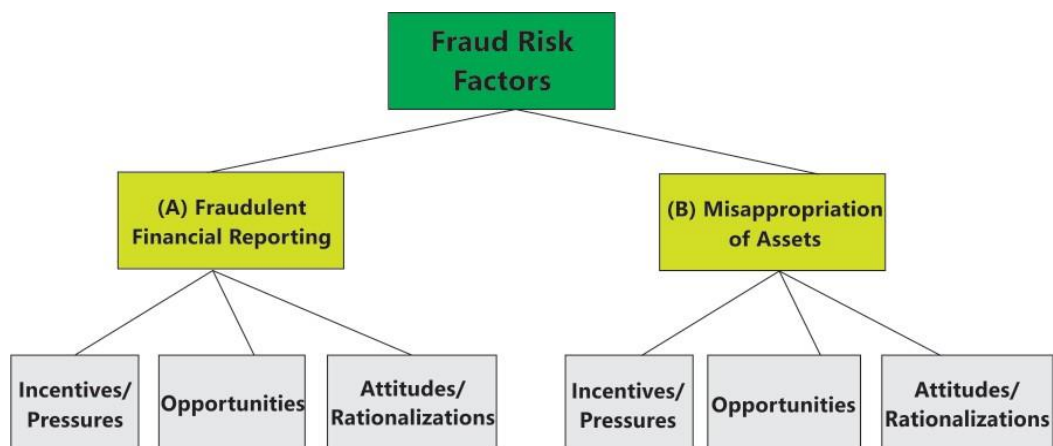 Fraud Risk
Factors
(A) Fraudulent
Financial Reporting
(B) Misappropriation
of Assets
Incentives/
Pressures
Opportunities
Attitudes/
Rationalizations
Incentives/
Pressures
Opportunities
Attitudes/
Rationalizations